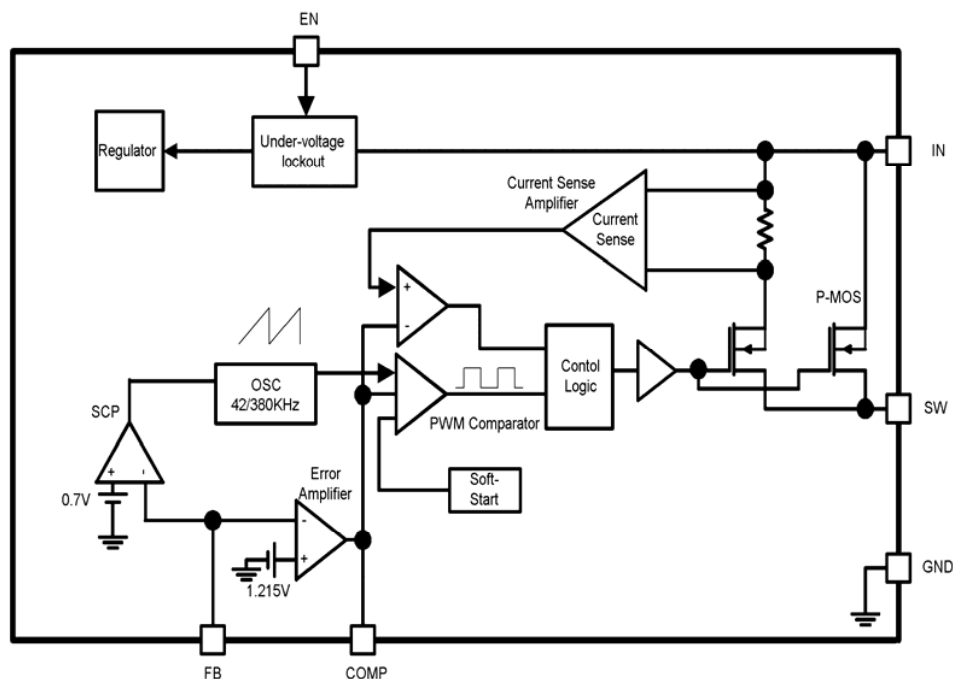 EN
Regulator
Under-voltage
lockout
IN
Current Sense
Amplifier
Current
Sense
P-MOS
+
-
OSC
42/380KHz
Contol
Logic
SCP
PWM Comparator
SW
+ -
0.7V
Error
Amplifier
Soft-
Start
-
+
1.215V
GND
FB
COMP